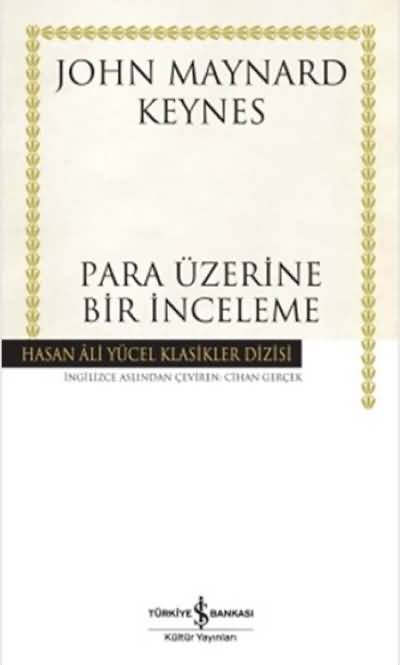 JOHN MAYNARD
KEYNES
PARA ÜZERİNE
BİR İNCELEME
HASAN ÂLİ YÜCEL KLASİKLER DİZİSİ
İNGİLİZCE ASLINDAN ÇEVİREN: CİHAN GERÇEK
TÜRKİYE İŞ BANKASI
Kültür Yayınları